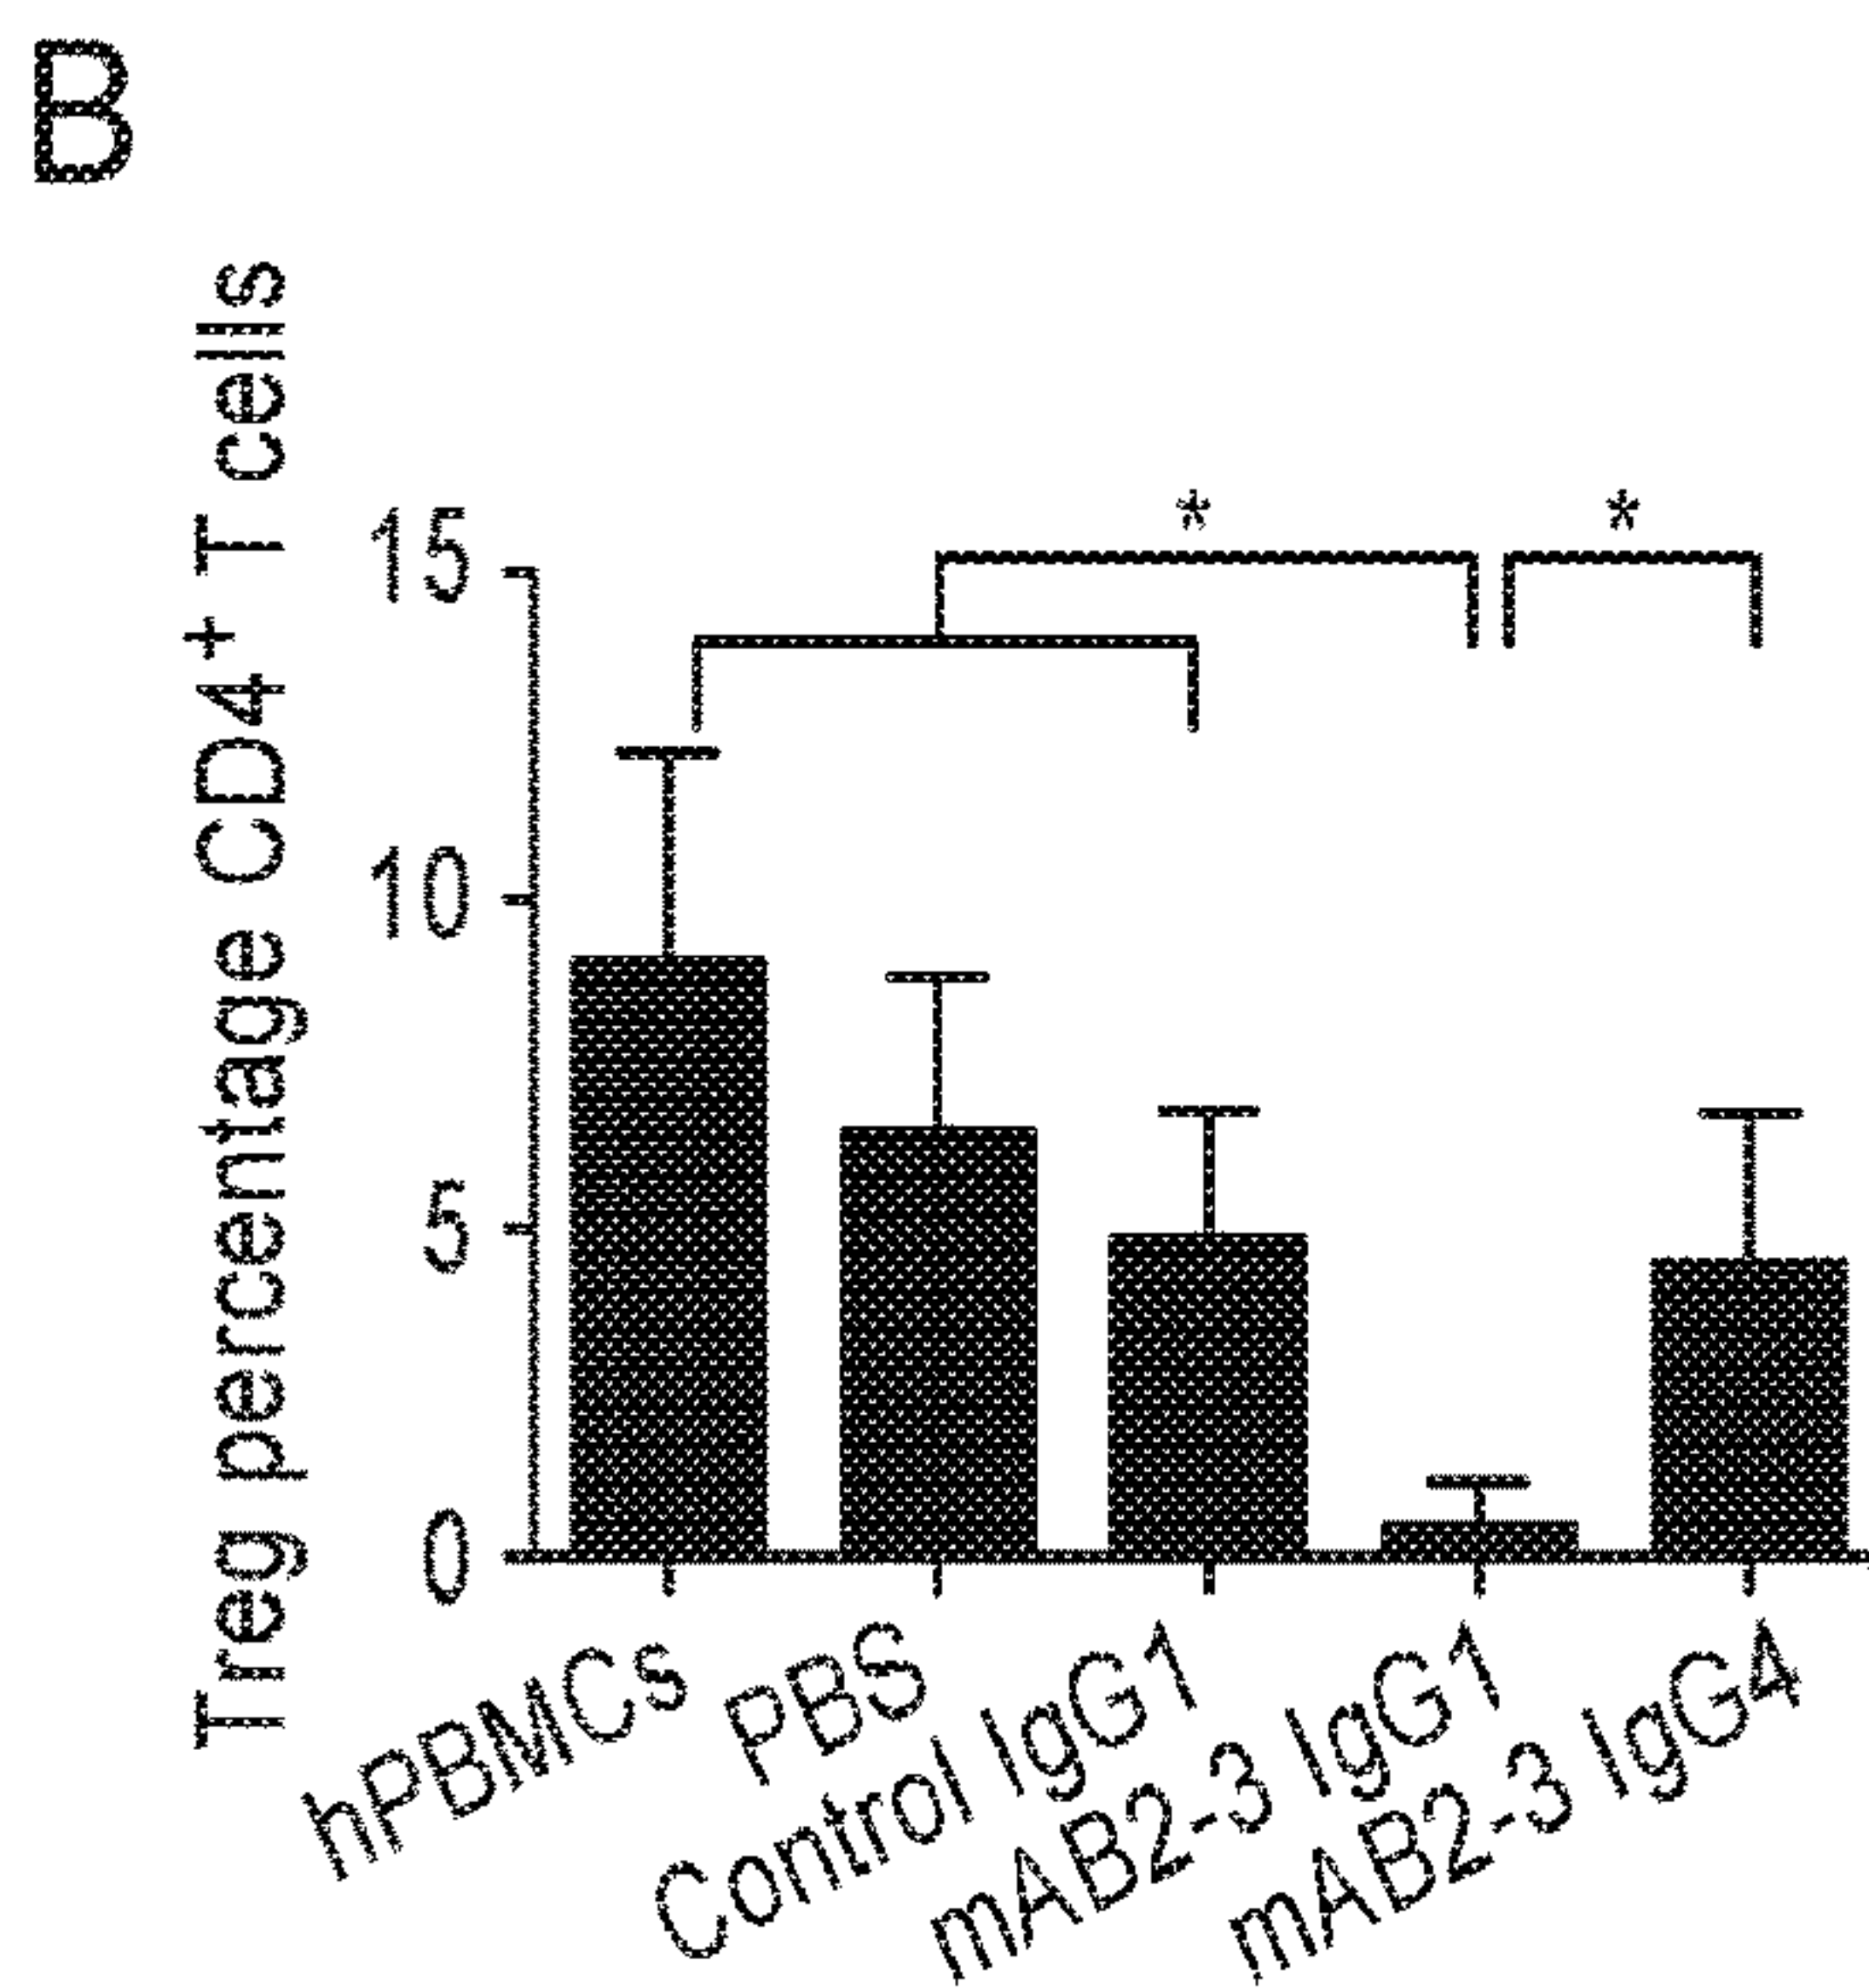 B
Treg percentage CD4+ T cells
15
10
5
0
* *
hPBMCs
PBS
Control IgG1
mAB2-3 IgG1
mAB2-3 IgG4